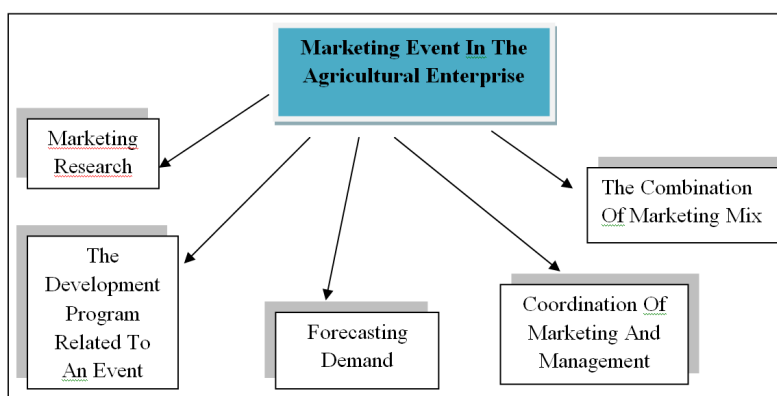 Marketing Event In The
Agricultural Enterprise
Marketing
Research
The Combination
Of Marketing Mix
The
Development
Program
Related To
An Event
Forecasting
Demand
Coordination Of
Marketing And
Management